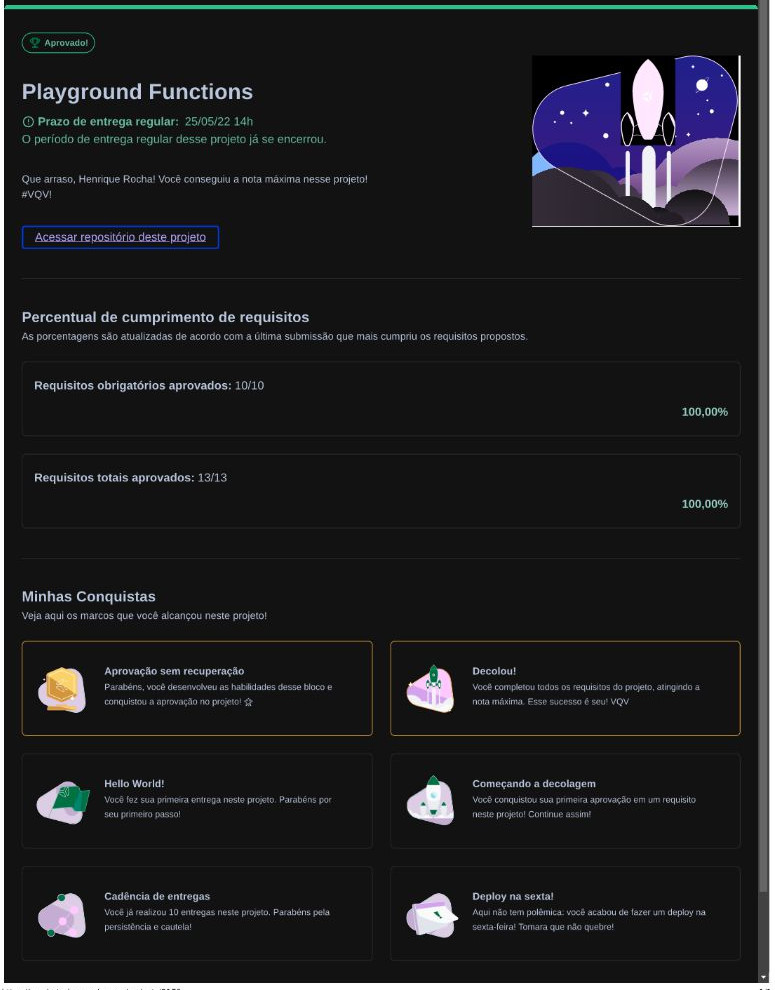 Aprovado!
Playground Functions
Prazo de entrega regular: 25/05/22 14h
O período de entrega regular desse projeto já se encerrou.
Que arraso, Henrique Rocha! Você conseguiu a nota máxima nesse projeto!
#VQV!
Acessar repositório deste projeto
Percentual de cumprimento de requisitos
As porcentagens são atualizadas de acordo com a última submissão que mais cumpriu os requisitos propostos.
Requisitos obrigatórios aprovados: 10/10
100,00%
Requisitos totais aprovados: 13/13
100,00%
Minhas Conquistas
Veja aqui os marcos que você alcançou neste projeto!
Aprovação sem recuperação
Parabéns, você desenvolveu as habilidades desse bloco e
conquistou a aprovação no projeto!
Decolou!
Você completou todos os requisitos do projeto, atingindo a
nota máxima. Esse sucesso é seu! VQV
Hello World!
Você fez sua primeira entrega neste projeto. Parabéns por
seu primeiro passo!
Começando a decolagem
Você conquistou sua primeira aprovação em um requisito
neste projeto! Continue assim!
Cadência de entregas
Você já realizou 10 entregas neste projeto. Parabéns pela
persistência e cautela!
Deploy na sexta!
Aqui não tem polêmica: você acabou de fazer um deploy na
sexta-feira! Tomara que não quebre!